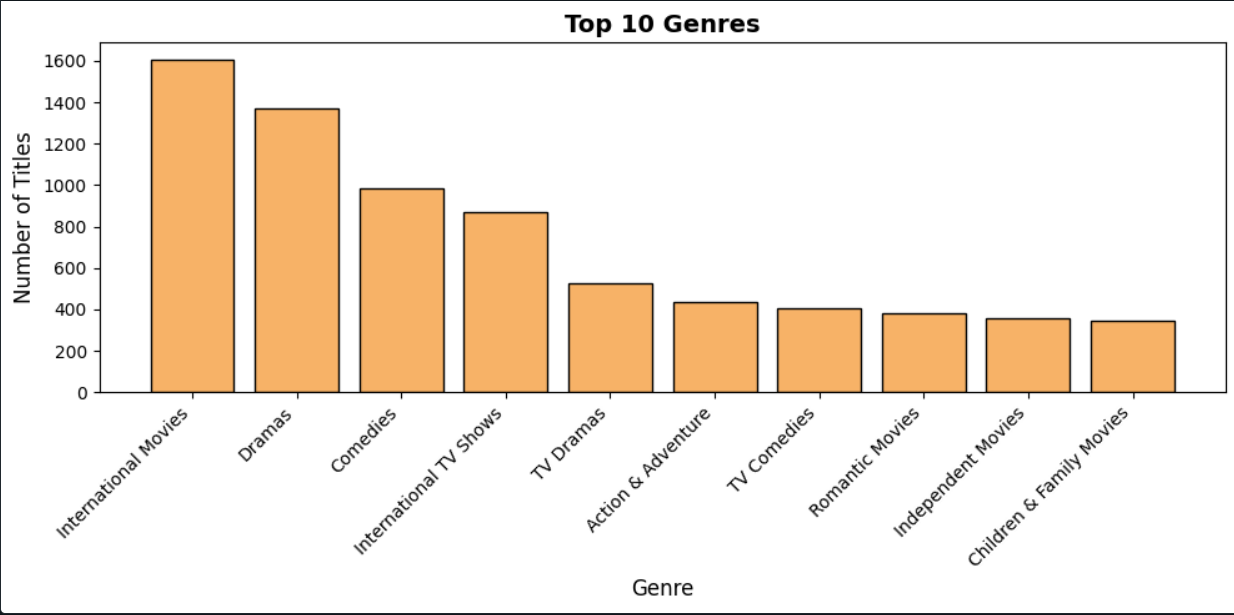 Top 10 Genres
Number of Titles
1600
1400
1200
1000
800
600
400
200
0
International Movies
Dramas
Comedies
International TV Shows
TV Dramas
Action & Adventure
TV Comedies
Romantic Movies
Independent Movies
Children & Family Movies
Genre